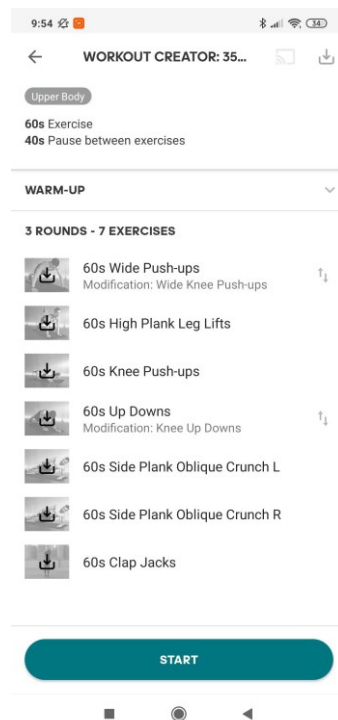 9:54
34
WORKOUT CREATOR: 35...
Upper Body
60s Exercise
40s Pause between exercises
WARM-UP
3 ROUNDS - 7 EXERCISES
60s Wide Push-ups
Modification: Wide Knee Push-ups
60s High Plank Leg Lifts
60s Knee Push-ups
60s Up Downs
Modification: Knee Up Downs
60s Side Plank Oblique Crunch L
60s Side Plank Oblique Crunch R
60s Clap Jacks
START